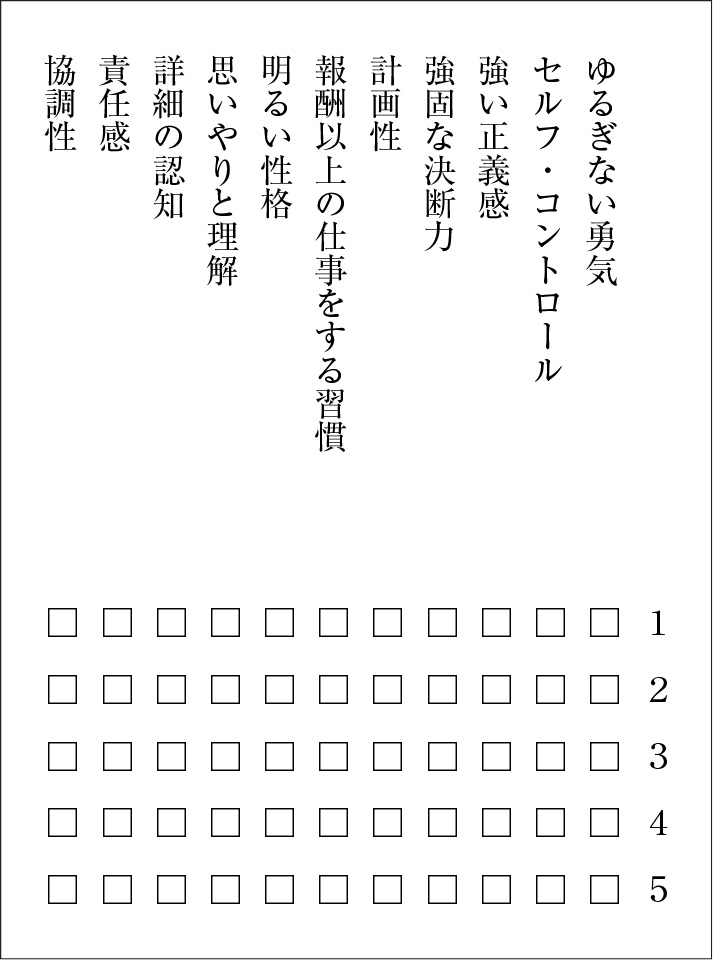 1 2 3 4 5
ゆるぎない勇気 □ □ □ □ □
セルフ・コントロール □ □ □ □ □
強い正義感 □ □ □ □ □
強固な決断力 □ □ □ □ □
計画性 □ □ □ □ □
報酬以上の仕事をする習慣 □ □ □ □ □
明るい性格 □ □ □ □ □
思いやりと理解 □ □ □ □ □
詳細の認知 □ □ □ □ □
責任感 □ □ □ □ □
協調性 □ □ □ □ □